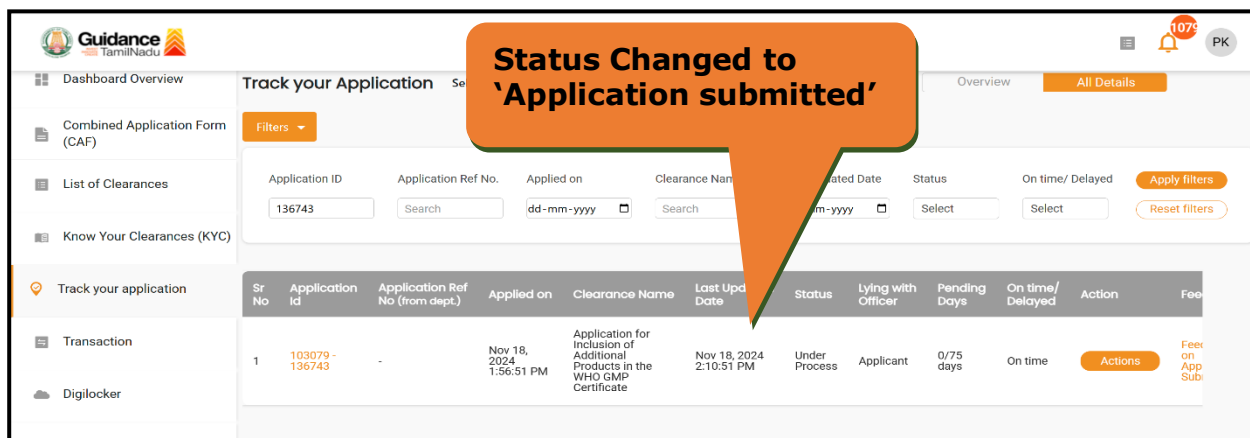 Guidance
TamilNadu
1079
PK
Status Changed to
‘Application submitted’
Dashboard Overview
Combined Application Form
(CAF)
List of Clearances
Know Your Clearances (KYC)
Track your application
Transaction
Digilocker
Track your Application
Overview
All Details
Filters
Application ID
Application Ref No.
Applied on
Clearance
Date
Status
On time/ Delayed
Apply filters
136743
Search
dd-mm-yyyy
Search
Select
Select
Reset filters
Sr No
Application Id
Application Ref No (from dept.)
Applied on
Clearance Name
Last
Date
Status
Lying with Officer
Pending Days
On time/ Delayed
Action
1
103079 -
136743
-
Nov 18,
2024
1:56:51 PM
Application for
Inclusion of
Additional
Products in the
WHO GMP
Certificate
Nov 18, 2024
2:10:51 PM
Under
Process
Applicant
0/75
days
On time
Actions
on